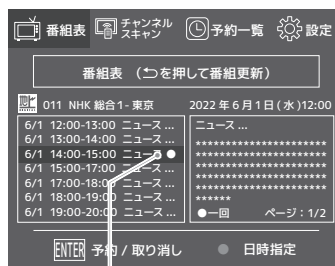 番組表 チャンネルスキャン 予約一覧 設定
番組表 (⮌を押して番組更新)
011 NHK 総合1- 東京 2022 年 6 月 1 日 ( 水 )12:00
6/1 12:00-13:00 ニュース ...
6/1 13:00-14:00 ニュース ...
6/1 14:00-15:00 ニュース ...
6/1 15:00-17:00 ニュース ...
6/1 17:00-18:00 ニュース ...
6/1 18:00-19:00 ニュース ...
6/1 19:00-20:00 ニュース ...
ニュース ...
***********************
***********************
***********************
***********************
***********************
******
●一回 ページ : 1/2
ENTER 予約 / 取り消し ● 日時指定